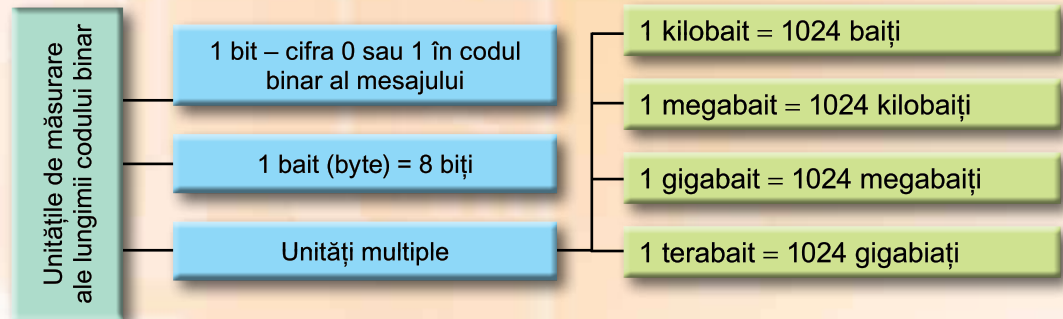 Unitățile de măsurare
ale lungimii codului binar
1 bit – cifra 0 sau 1 în codul
binar al mesajului
1 bait (byte) = 8 biți
Unități multiple
1 kilobait = 1024 baiți
1 megabait = 1024 kilobaiți
1 gigabait = 1024 megabaiți
1 terabait = 1024 gigabiați